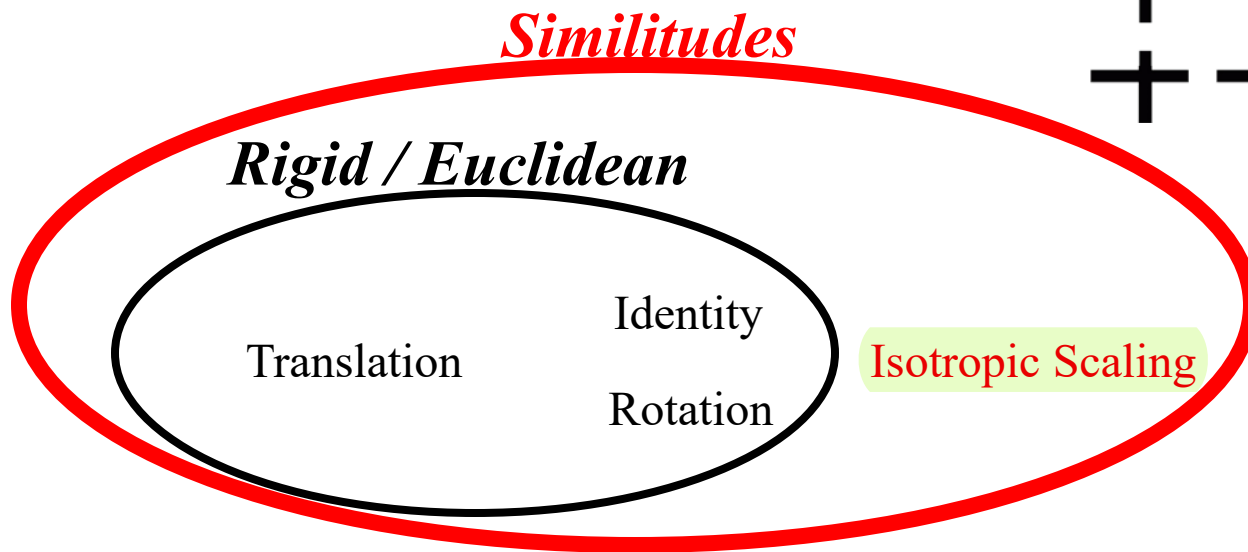 Similitudes
Rigid / Euclidean
Identity
Translation
Isotropic Scaling
Rotation